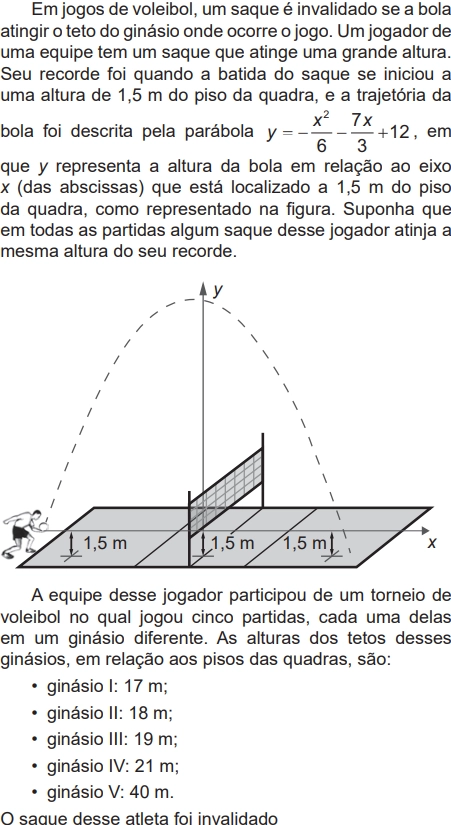 Em jogos de voleibol, um saque é invalidado se a bola
atingir o teto do ginásio onde ocorre o jogo. Um jogador de
uma equipe tem um saque que atinge uma grande altura.
Seu recorde foi quando a batida do saque se iniciou a
uma altura de 1,5 m do piso da quadra, e a trajetória da
bola foi descrita pela parábola y = −x²/6 − 7x/3 + 12, em
que y representa a altura da bola em relação ao eixo
x (das abscissas) que está localizado a 1,5 m do piso
da quadra, como representado na figura. Suponha que
em todas as partidas algum saque desse jogador atinja a
mesma altura do seu recorde.
y
1,5 m 1,5 m 1,5 m x
A equipe desse jogador participou de um torneio de
voleibol no qual jogou cinco partidas, cada uma delas
em um ginásio diferente. As alturas dos tetos desses
ginásios, em relação aos pisos das quadras, são:
• ginásio I: 17 m;
• ginásio II: 18 m;
• ginásio III: 19 m;
• ginásio IV: 21 m;
• ginásio V: 40 m.
O saque desse atleta foi invalidado